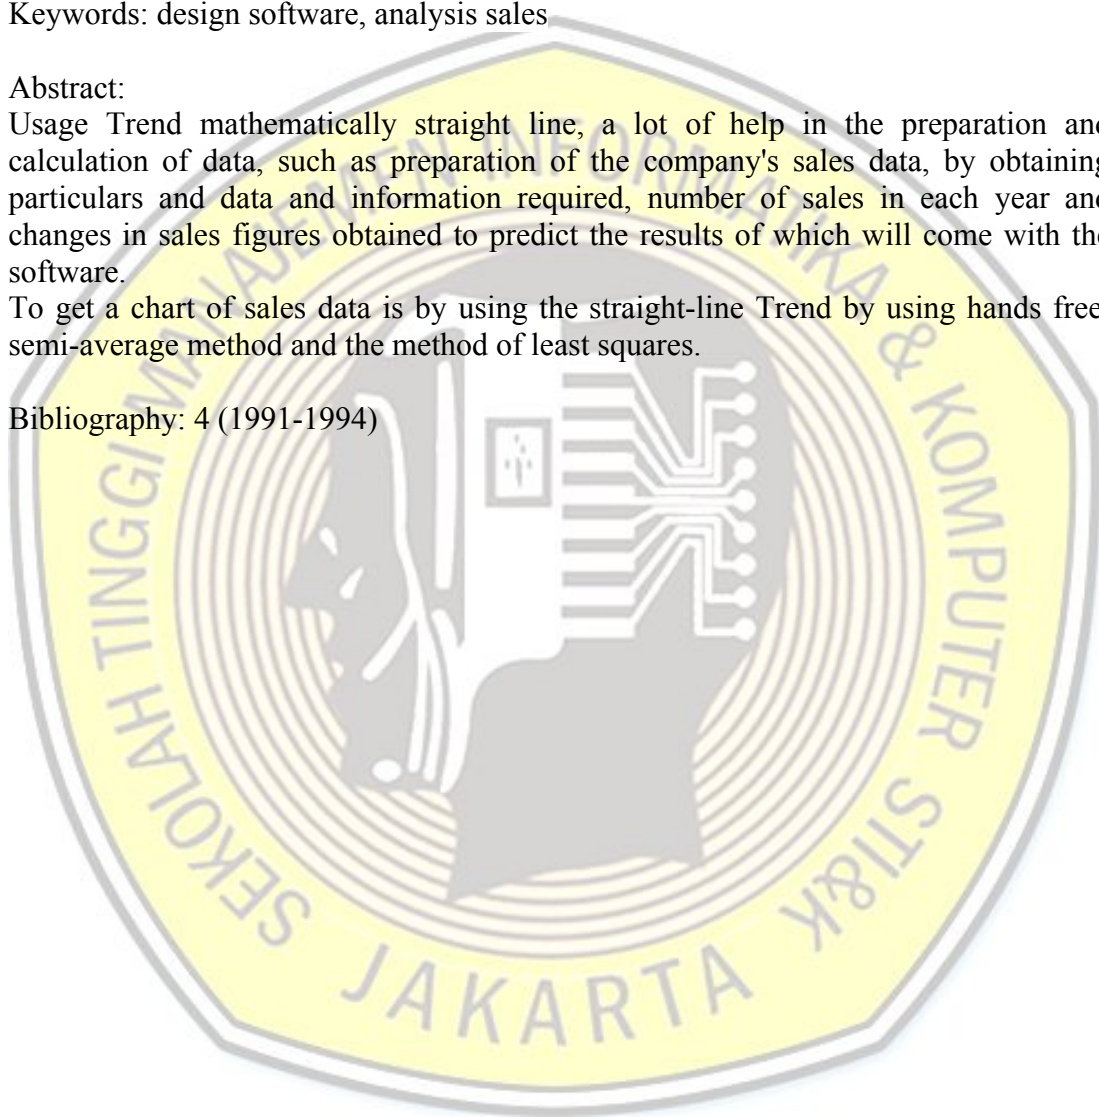 Keywords: design software, analysis sales
Abstract:
Usage Trend mathematically straight line, a lot of help in the preparation and
calculation of data, such as preparation of the company's sales data, by obtaining
particulars and data and information required, number of sales in each year and
changes in sales figures obtained to predict the results of which will come with the
software.
To get a chart of sales data is by using the straight-line Trend by using hands free
semi-average method and the method of least squares.
Bibliography: 4 (1991-1994)
SEKOLAH TINGGI MANAJEMEN INFORMATIKA & KOMPUTER STI&K
JAKARTA